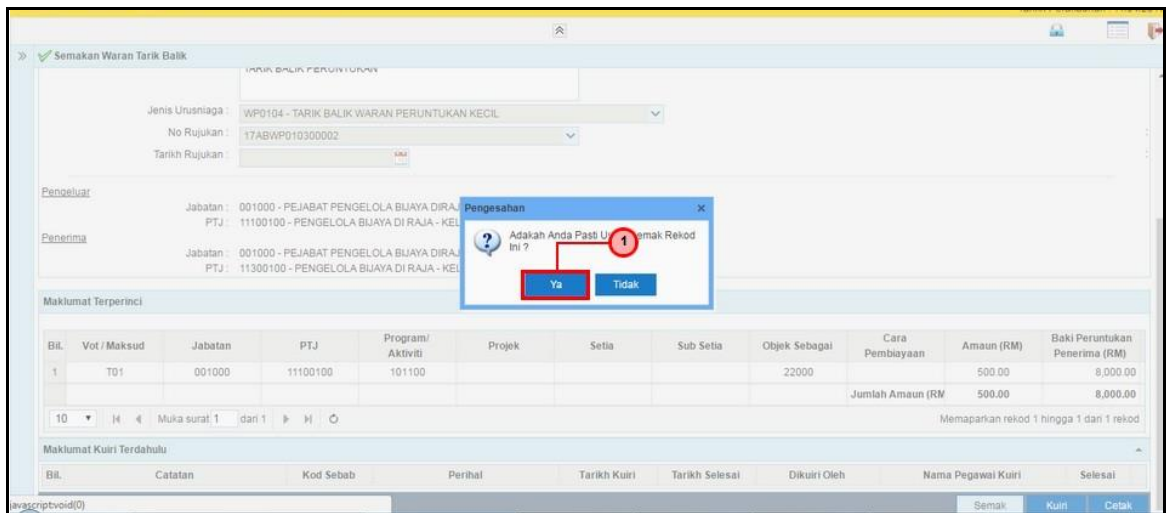 Semakan Waran Tarik Balik
TARIK BALIK PERUNTUKAN
Jenis Urusniaga : WP0104 - TARIK BALIK WARAN PERUNTUKAN KECIL
No Rujukan : 17ABWP010300002
Tarikh Rujukan :
Pengeluar
Jabatan : 001000 - PEJABAT PENGELOLA BIJAYA DIRAJ
PTJ : 11100100 - PENGELOLA BIJAYA DI RAJA - KEL
Penerima
Jabatan : 001000 - PEJABAT PENGELOLA BIJAYA DIRAJ
PTJ : 11300100 - PENGELOLA BIJAYA DI RAJA - KEL
Pengesahan
Adakah Anda Pasti Semak Rekod
Ini ?
1
Ya Tidak
Maklumat Terperinci
Bil. Vot / Maksud Jabatan PTJ Program/ Aktiviti Projek Setia Sub Setia Objek Sebagai Cara Pembiayaan Amaun (RM) Baki Peruntukan Penerima (RM)
1 T01 001000 11100100 101100 22000 500.00 8,000.00
Jumlah Amaun (RM 500.00 8,000.00
10 Muka surat 1 dari 1 Memaparkan rekod 1 hingga 1 dari 1 rekod
Maklumat Kuiri Terdahulu
Bil. Catatan Kod Sebab Perihal Tarikh Kuiri Tarikh Selesai Dikuiri Oleh Nama Pegawai Kuiri Selesai
javascript:void(0)
Semak Kuiri Cetak